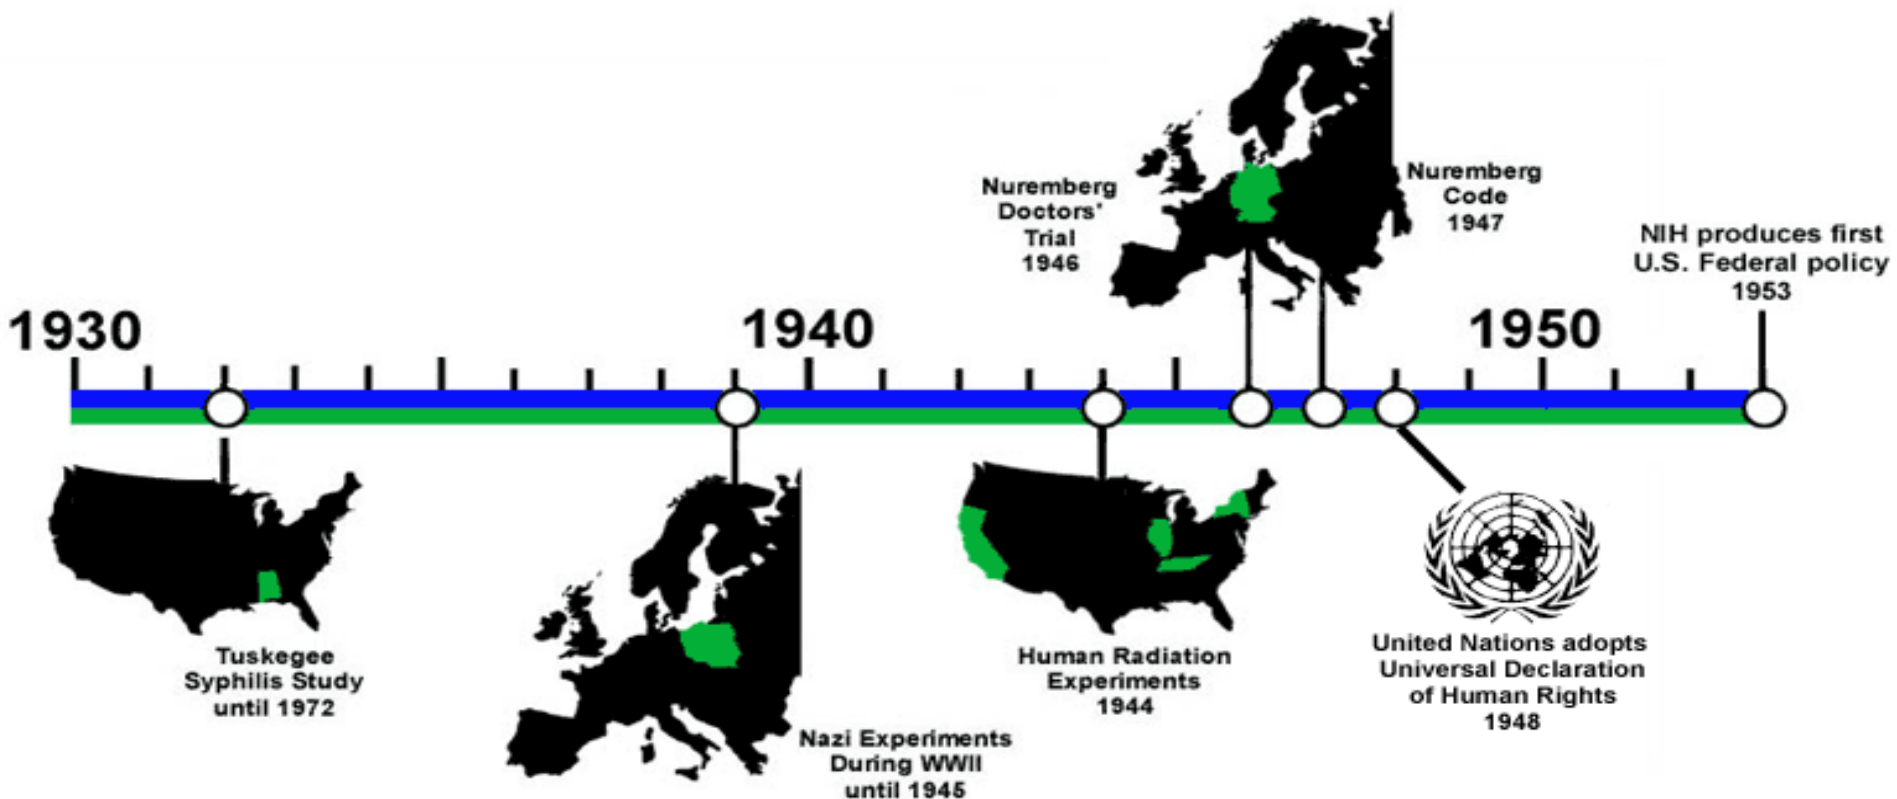 1930
Tuskegee
Syphilis Study
until 1972
Nazi Experiments
During WWII
until 1945
1940
Human Radiation
Experiments
1944
Nuremberg
Doctors'
Trial
1946
Nuremberg
Code
1947
United Nations adopts
Universal Declaration
of Human Rights
1948
1950
NIH produces first
U.S. Federal policy
1953